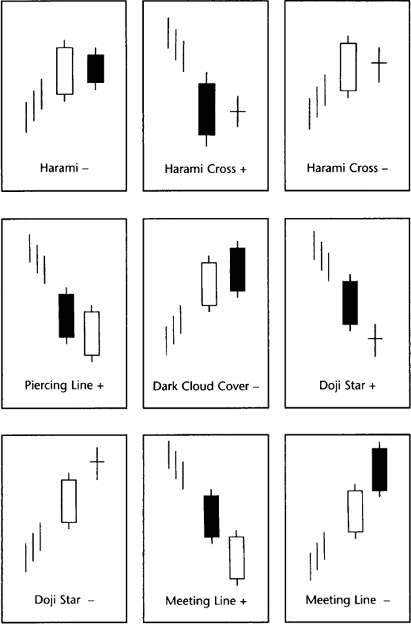 Harami –
Harami Cross +
Harami Cross –
Piercing Line +
Dark Cloud Cover –
Doji Star +
Doji Star –
Meeting Line +
Meeting Line –